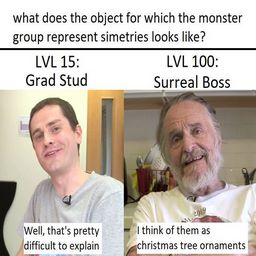 what does the object for which the monster
group represent simetries looks like?
LVL 15:
Grad Stud
LVL 100:
Surreal Boss
Well, that's pretty
difficult to explain
I think of them as
christmas tree ornaments